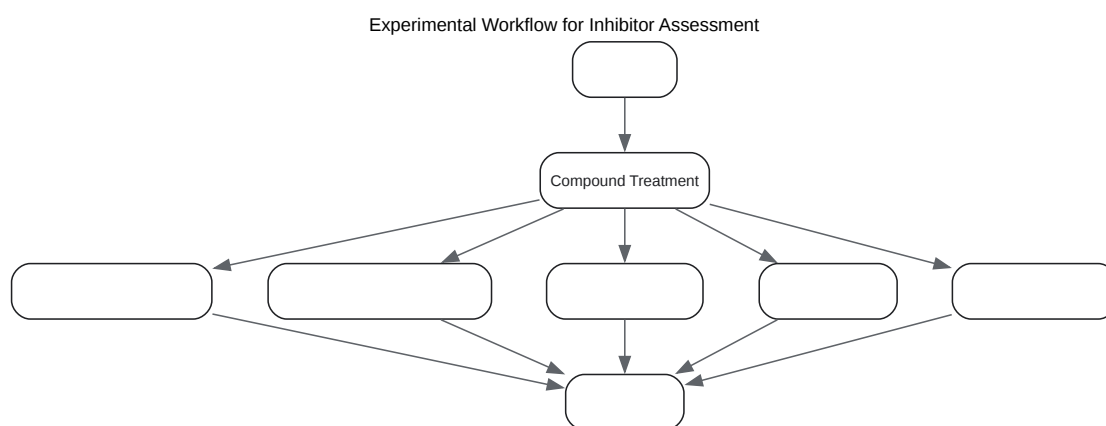 Experimental Workflow for Inhibitor Assessment
Compound Treatment